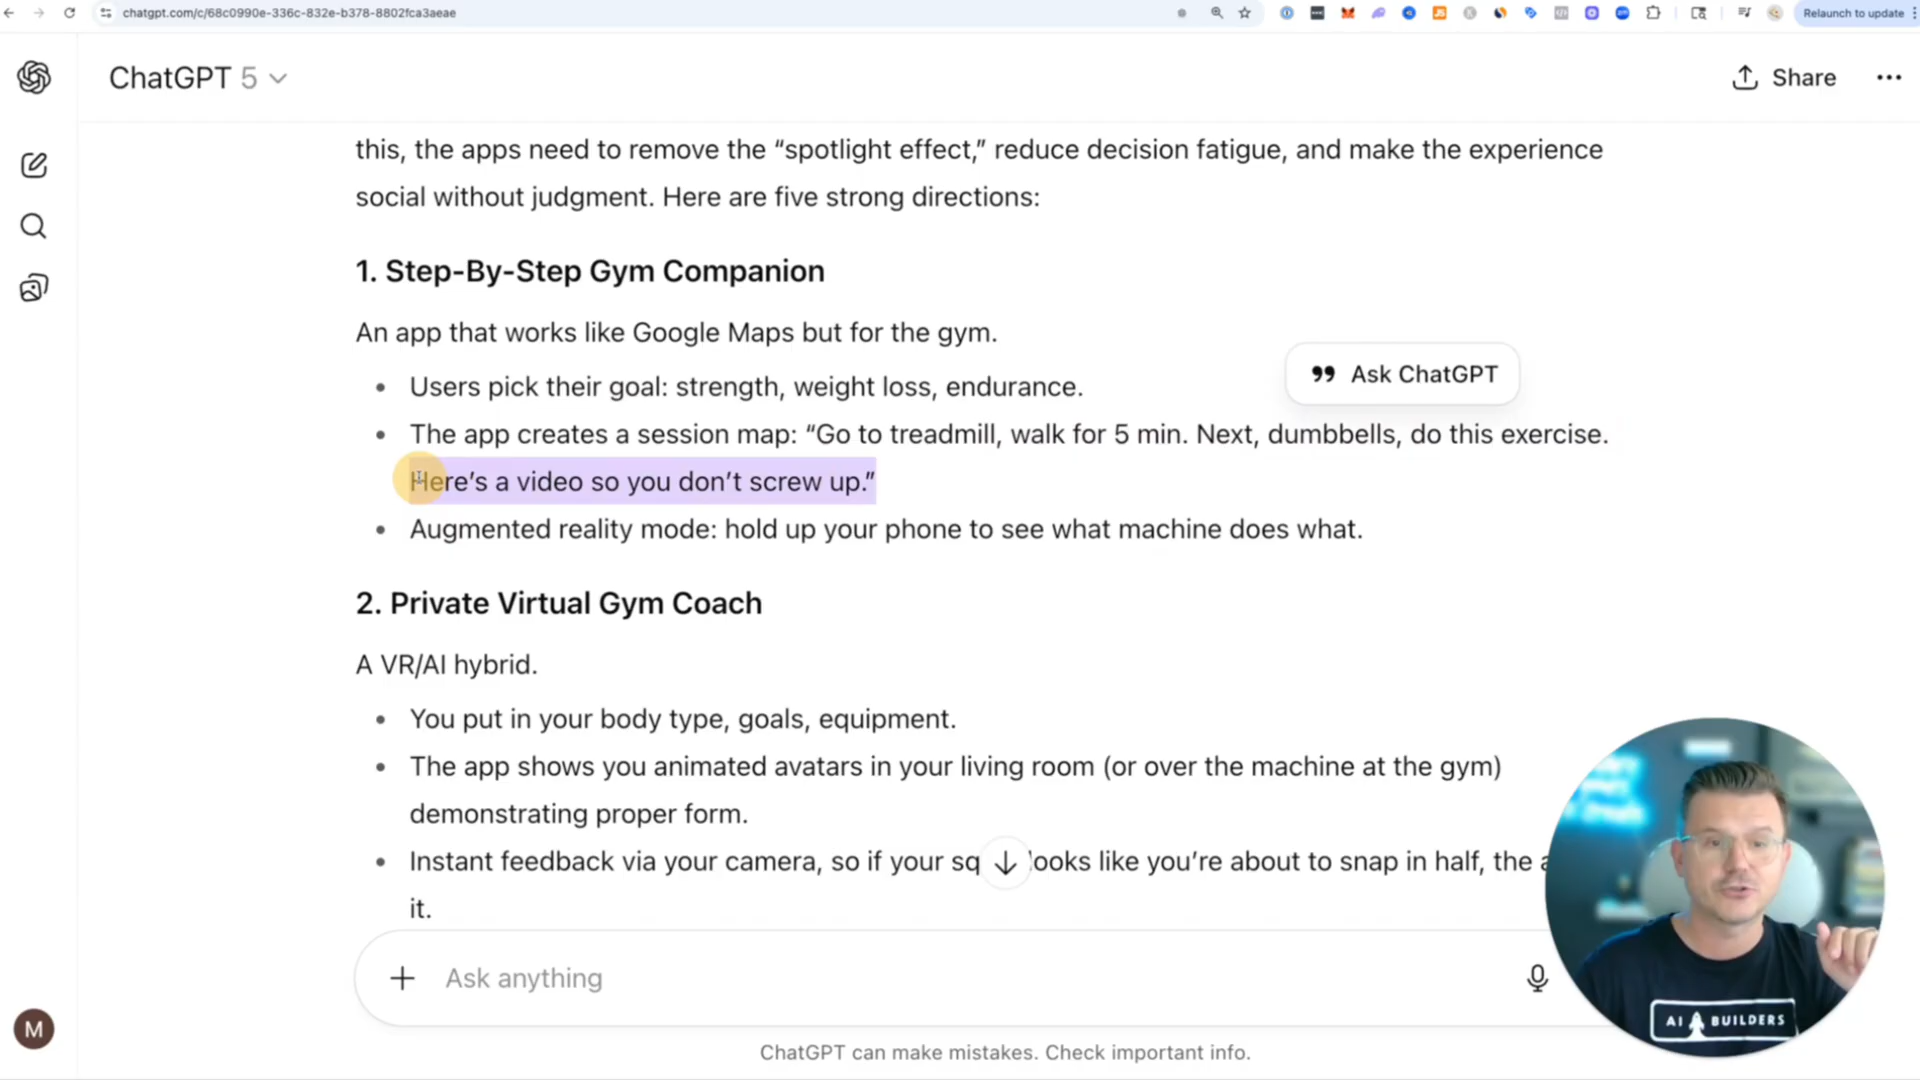 chatgpt.com/c/68c0990e-336c-832e-b378-8802fca3aeae
Relaunch to update
ChatGPT 5
Share
this, the apps need to remove the “spotlight effect,” reduce decision fatigue, and make the experience
social without judgment. Here are five strong directions:
1. Step-By-Step Gym Companion
An app that works like Google Maps but for the gym.
Ask ChatGPT
• Users pick their goal: strength, weight loss, endurance.
• The app creates a session map: “Go to treadmill, walk for 5 min. Next, dumbbells, do this exercise.
Here’s a video so you don’t screw up.”
• Augmented reality mode: hold up your phone to see what machine does what.
2. Private Virtual Gym Coach
A VR/AI hybrid.
• You put in your body type, goals, equipment.
• The app shows you animated avatars in your living room (or over the machine at the gym)
demonstrating proper form.
• Instant feedback via your camera, so if your sq looks like you’re about to snap in half, the
it.
Ask anything
M
AI BUILDERS
ChatGPT can make mistakes. Check important info.